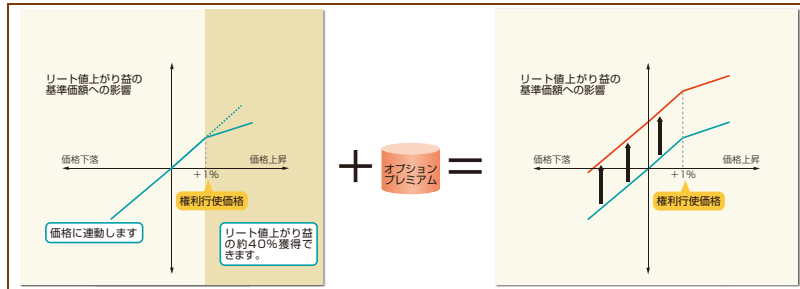 リート値上がり益の
基準価額への影響
価格下落
価格上昇
+1%
権利行使価格
価格に連動します
リート値上がり益
の約40%獲得で
きます。
+
オプション
プレミアム
=
リート値上がり益の
基準価額への影響
価格下落
価格上昇
+1%
権利行使価格